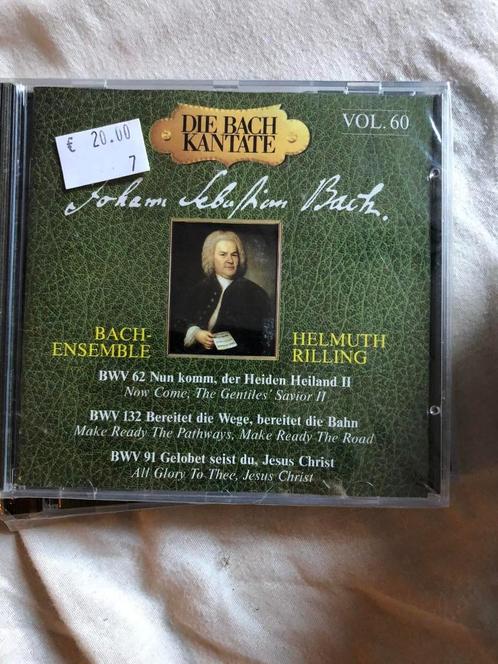 € 20.00
7
DIE BACH
KANTATE
VOL. 60
Johann Sebastian Bach.
BACH-
ENSEMBLE
HELMUTH
RILLING
BWV 62 Nun komm, der Heiden Heiland II
Now Come, The Gentiles' Savior II
BWV 132 Bereitet die Wege, bereitet die Bahn
Make Ready The Pathways, Make Ready The Road
BWV 91 Gelobet seist du, Jesus Christ
All Glory To Thee, Jesus Christ